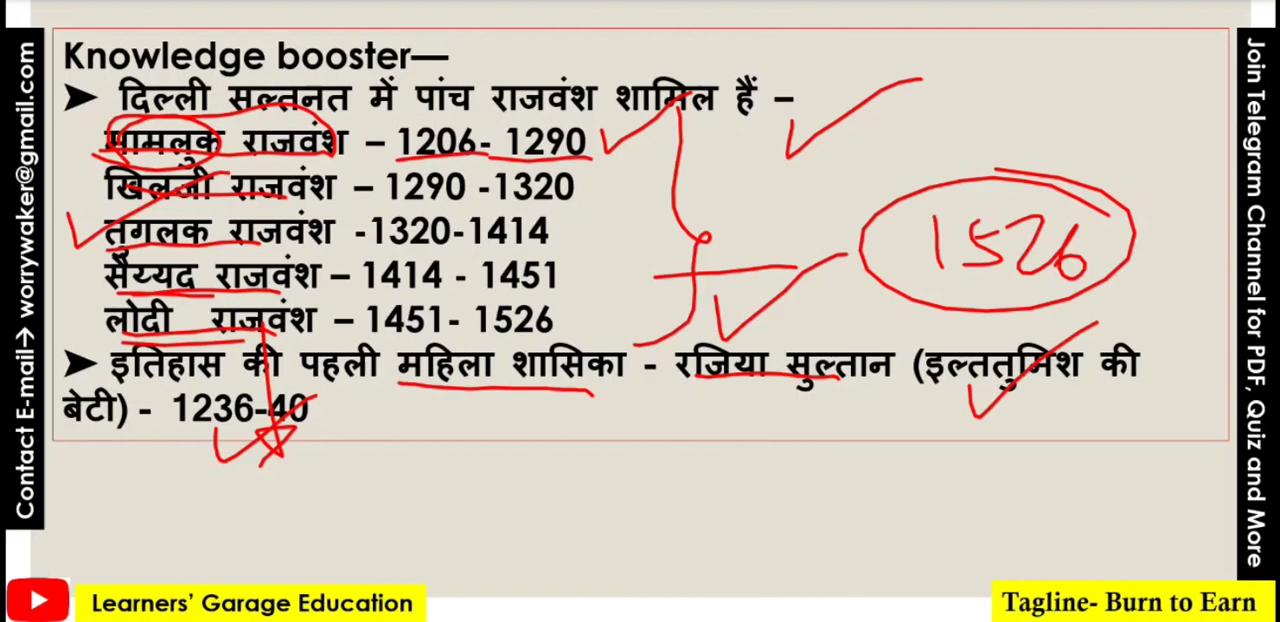 Knowledge booster—
➤ दिल्ली सल्तनत में पांच राजवंश शामिल हैं –
मामलुक राजवंश – 1206- 1290
खिलजी राजवंश – 1290 -1320
तुगलक राजवंश -1320-1414
सैय्यद राजवंश – 1414 - 1451
लोदी राजवंश – 1451- 1526
1526
➤ इतिहास की पहली महिला शासिका - रजिया सुल्तान (इल्ततुमिश की
बेटी) - 1236-40
Contact E-mail→ worrywaker@gmail.com
Join Telegram Channel for PDF, Quiz and More
Learners’ Garage Education
Tagline- Burn to Earn